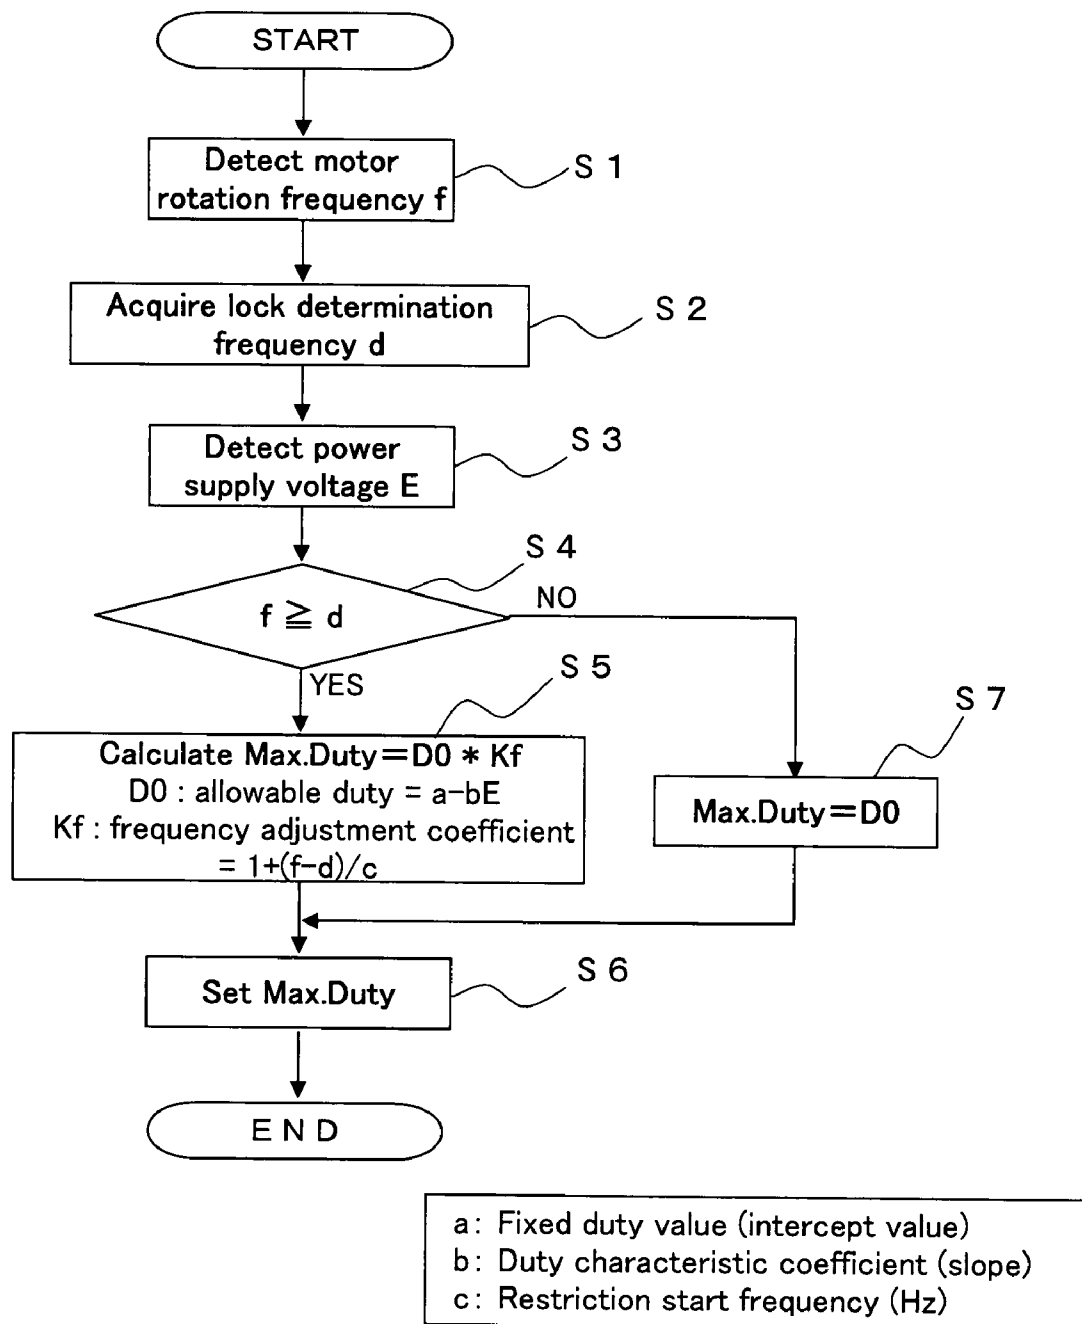 START
Detect motor
rotation frequency f
S 1
Acquire lock determination
frequency d
S 2
Detect power
supply voltage E
S 3
S 4
f ≧ d
NO
YES
S 5
Calculate Max.Duty=D0 * Kf
D0 : allowable duty = a-bE
Kf : frequency adjustment coefficient
= 1+(f-d)/c
S 7
Max.Duty=D0
S 6
Set Max.Duty
END
a: Fixed duty value (intercept value)
b: Duty characteristic coefficient (slope)
c: Restriction start frequency (Hz)